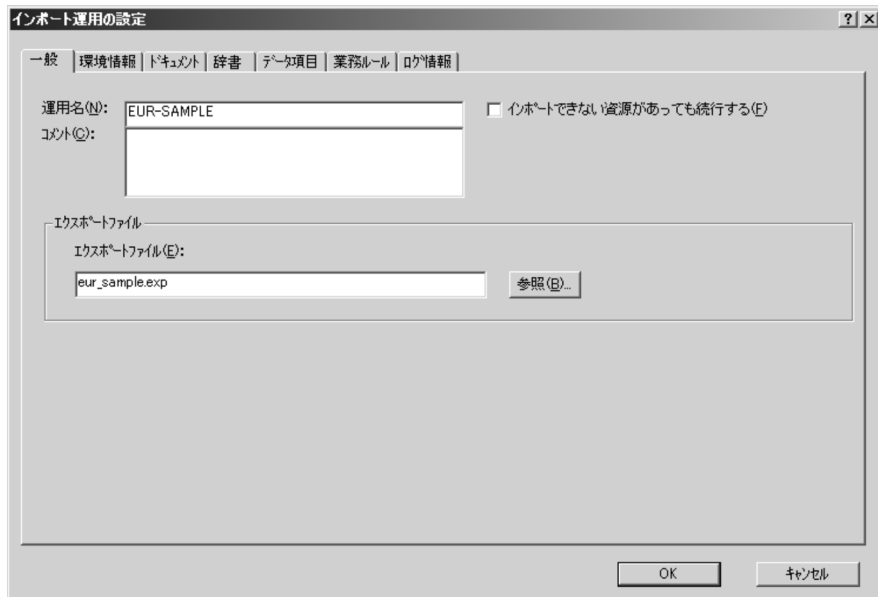 インポート運用の設定
一般 環境情報 ドキュメント 辞書 データ項目 業務ルール ログ情報
運用名(N): EUR-SAMPLE インポートできない資源があっても続行する(F)
コメント(C):
エクスポートファイル
エクスポートファイル(E):
eur_sample.exp 参照(B)...
OK キャンセル